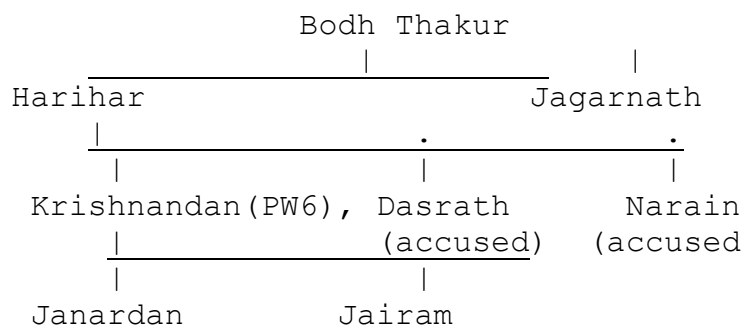 Bodh Thakur
Harihar Jagarnath
Krishnandan(PW6), Dasrath Narain
(accused) (accused
Janardan Jairam